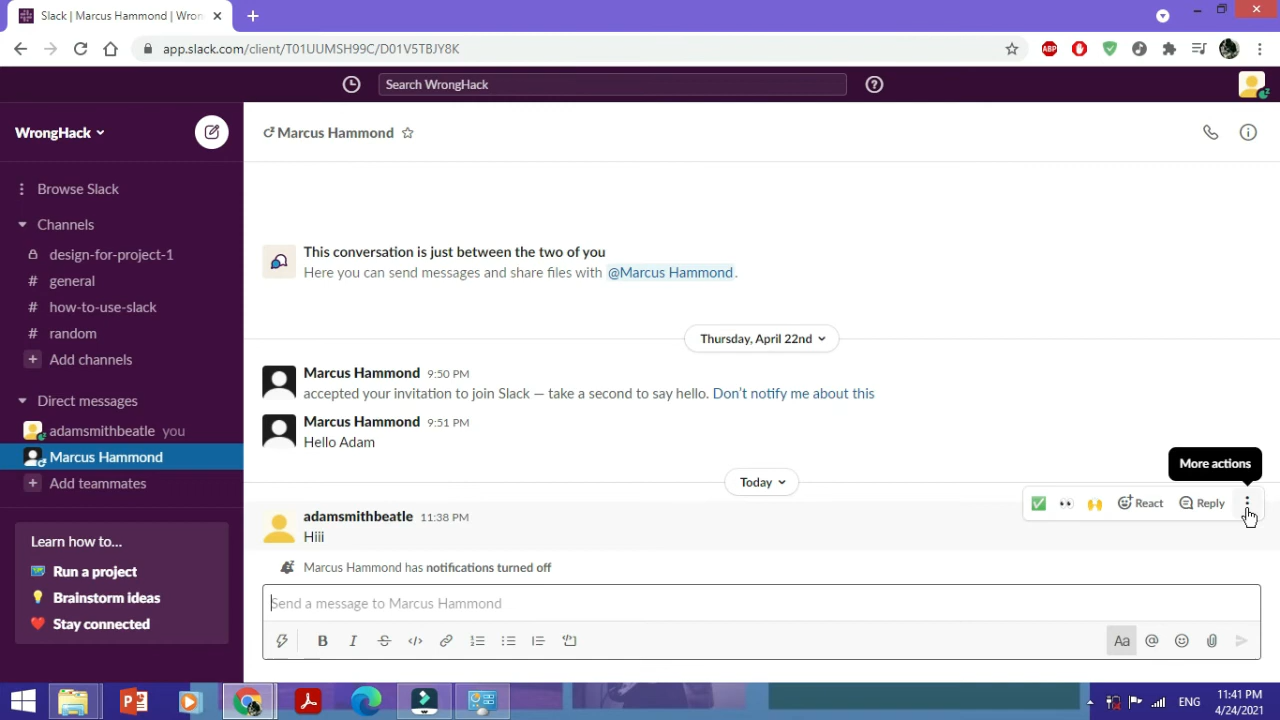 Slack | Marcus Hammond | Wron
app.slack.com/client/T01UUMSH99C/D01V5TBJY8K
ABP
Search WrongHack
WrongHack
Marcus Hammond
Browse Slack
Channels
design-for-project-1
# general
# how-to-use-slack
# random
+ Add channels
Direct messages
adamsmithbeatle you
Marcus Hammond
+ Add teammates
Learn how to...
Run a project
Brainstorm ideas
Stay connected
This conversation is just between the two of you
Here you can send messages and share files with @Marcus Hammond.
Thursday, April 22nd
Marcus Hammond 9:50 PM
accepted your invitation to join Slack — take a second to say hello. Don't notify me about this
Marcus Hammond 9:51 PM
Hello Adam
More actions
Today
React Reply
adamsmithbeatle 11:38 PM
Hiii
Marcus Hammond has notifications turned off
Send a message to Marcus Hammond
B I Aa @
ENG
11:41 PM
4/24/2021